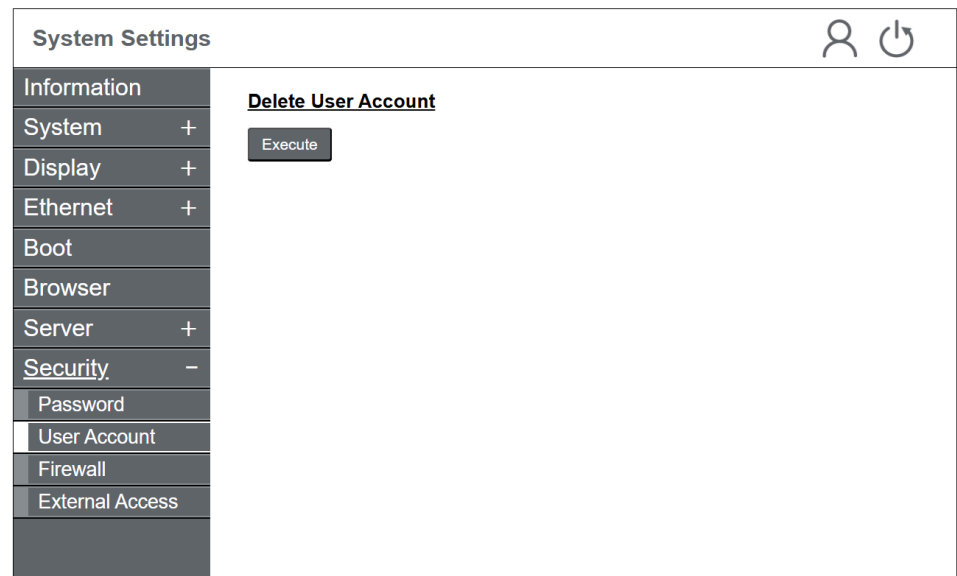 System Settings
Information
System +
Display +
Ethernet +
Boot
Browser
Server +
Security -
Password
User Account
Firewall
External Access
Delete User Account
Execute